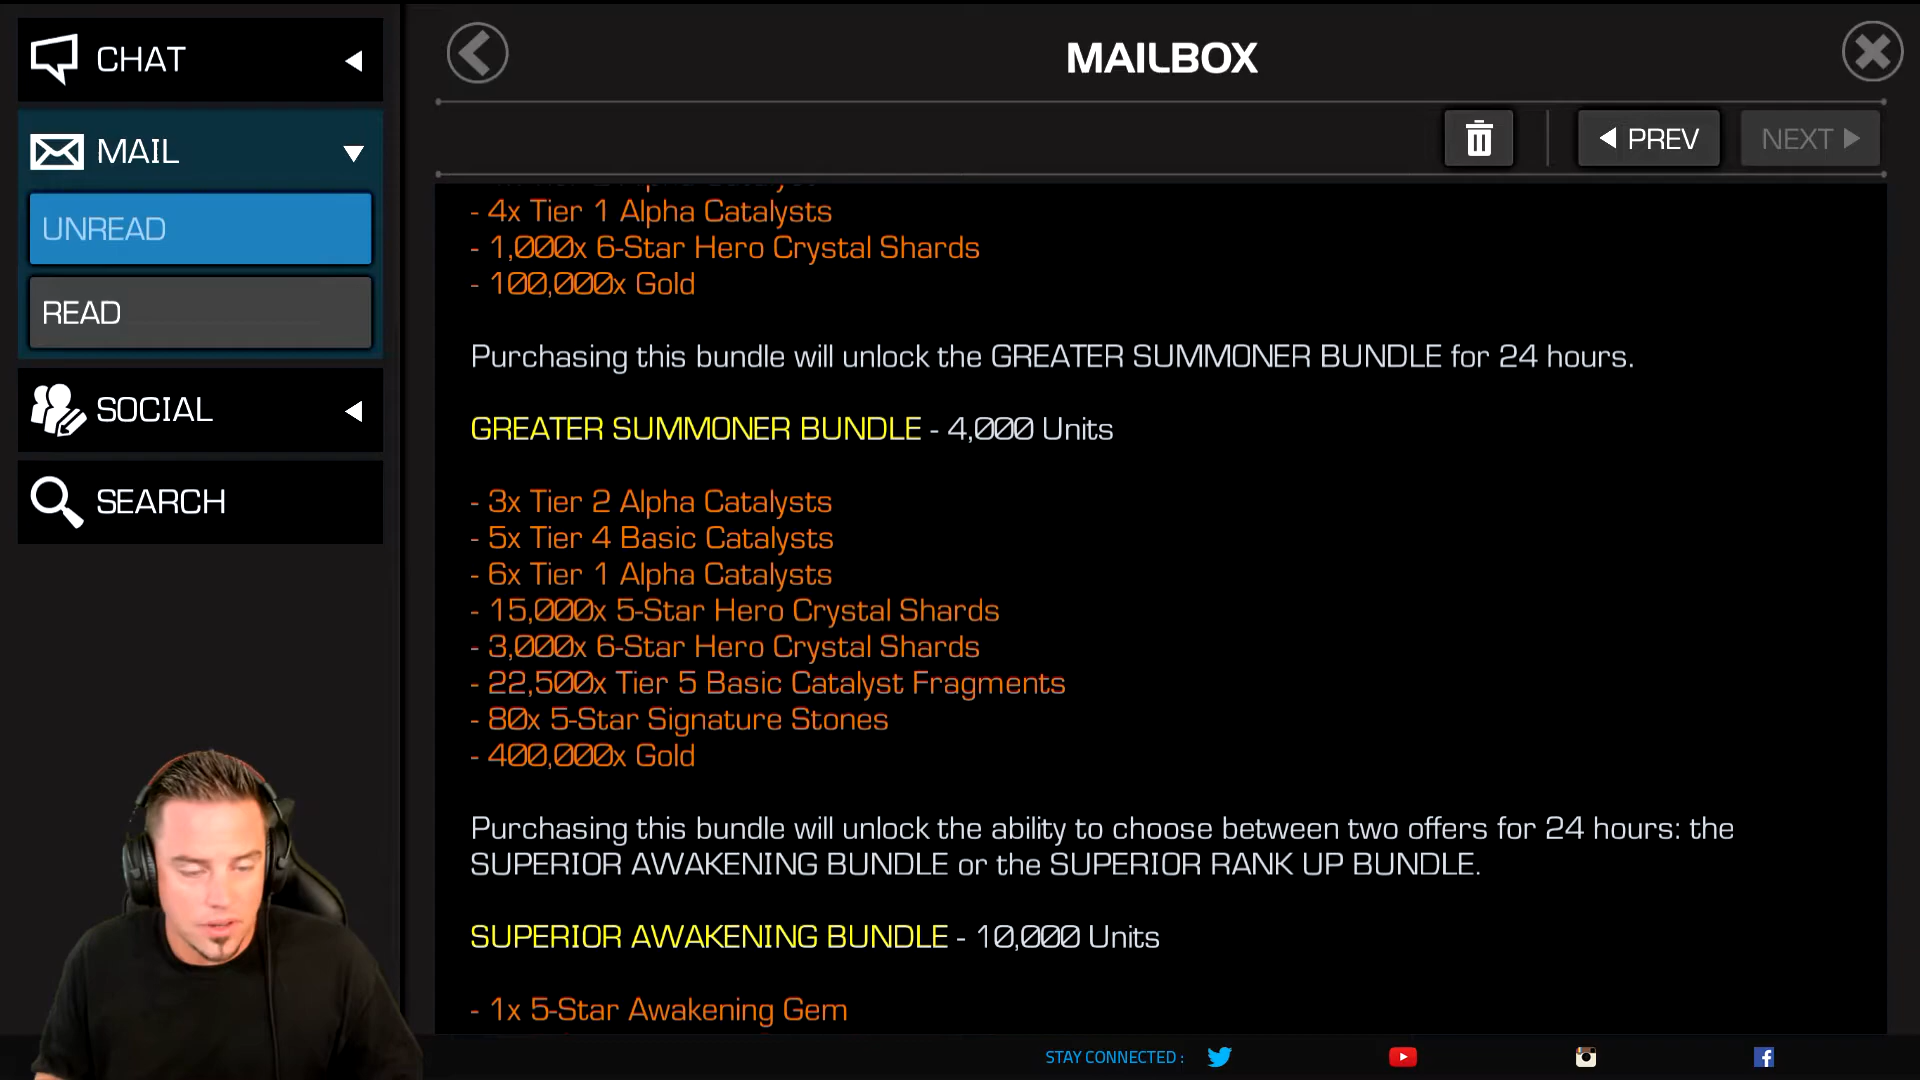 CHAT
MAIL
UNREAD
READ
SOCIAL
SEARCH
MAILBOX
PREV
NEXT
- 4x Tier 1 Alpha Catalysts
- 1,000x 6-Star Hero Crystal Shards
- 100,000x Gold
Purchasing this bundle will unlock the GREATER SUMMONER BUNDLE for 24 hours.
GREATER SUMMONER BUNDLE - 4,000 Units
- 3x Tier 2 Alpha Catalysts
- 5x Tier 4 Basic Catalysts
- 6x Tier 1 Alpha Catalysts
- 15,000x 5-Star Hero Crystal Shards
- 3,000x 6-Star Hero Crystal Shards
- 22,500x Tier 5 Basic Catalyst Fragments
- 80x 5-Star Signature Stones
- 400,000x Gold
Purchasing this bundle will unlock the ability to choose between two offers for 24 hours: the
SUPERIOR AWAKENING BUNDLE or the SUPERIOR RANK UP BUNDLE.
SUPERIOR AWAKENING BUNDLE - 10,000 Units
- 1x 5-Star Awakening Gem
STAY CONNECTED :